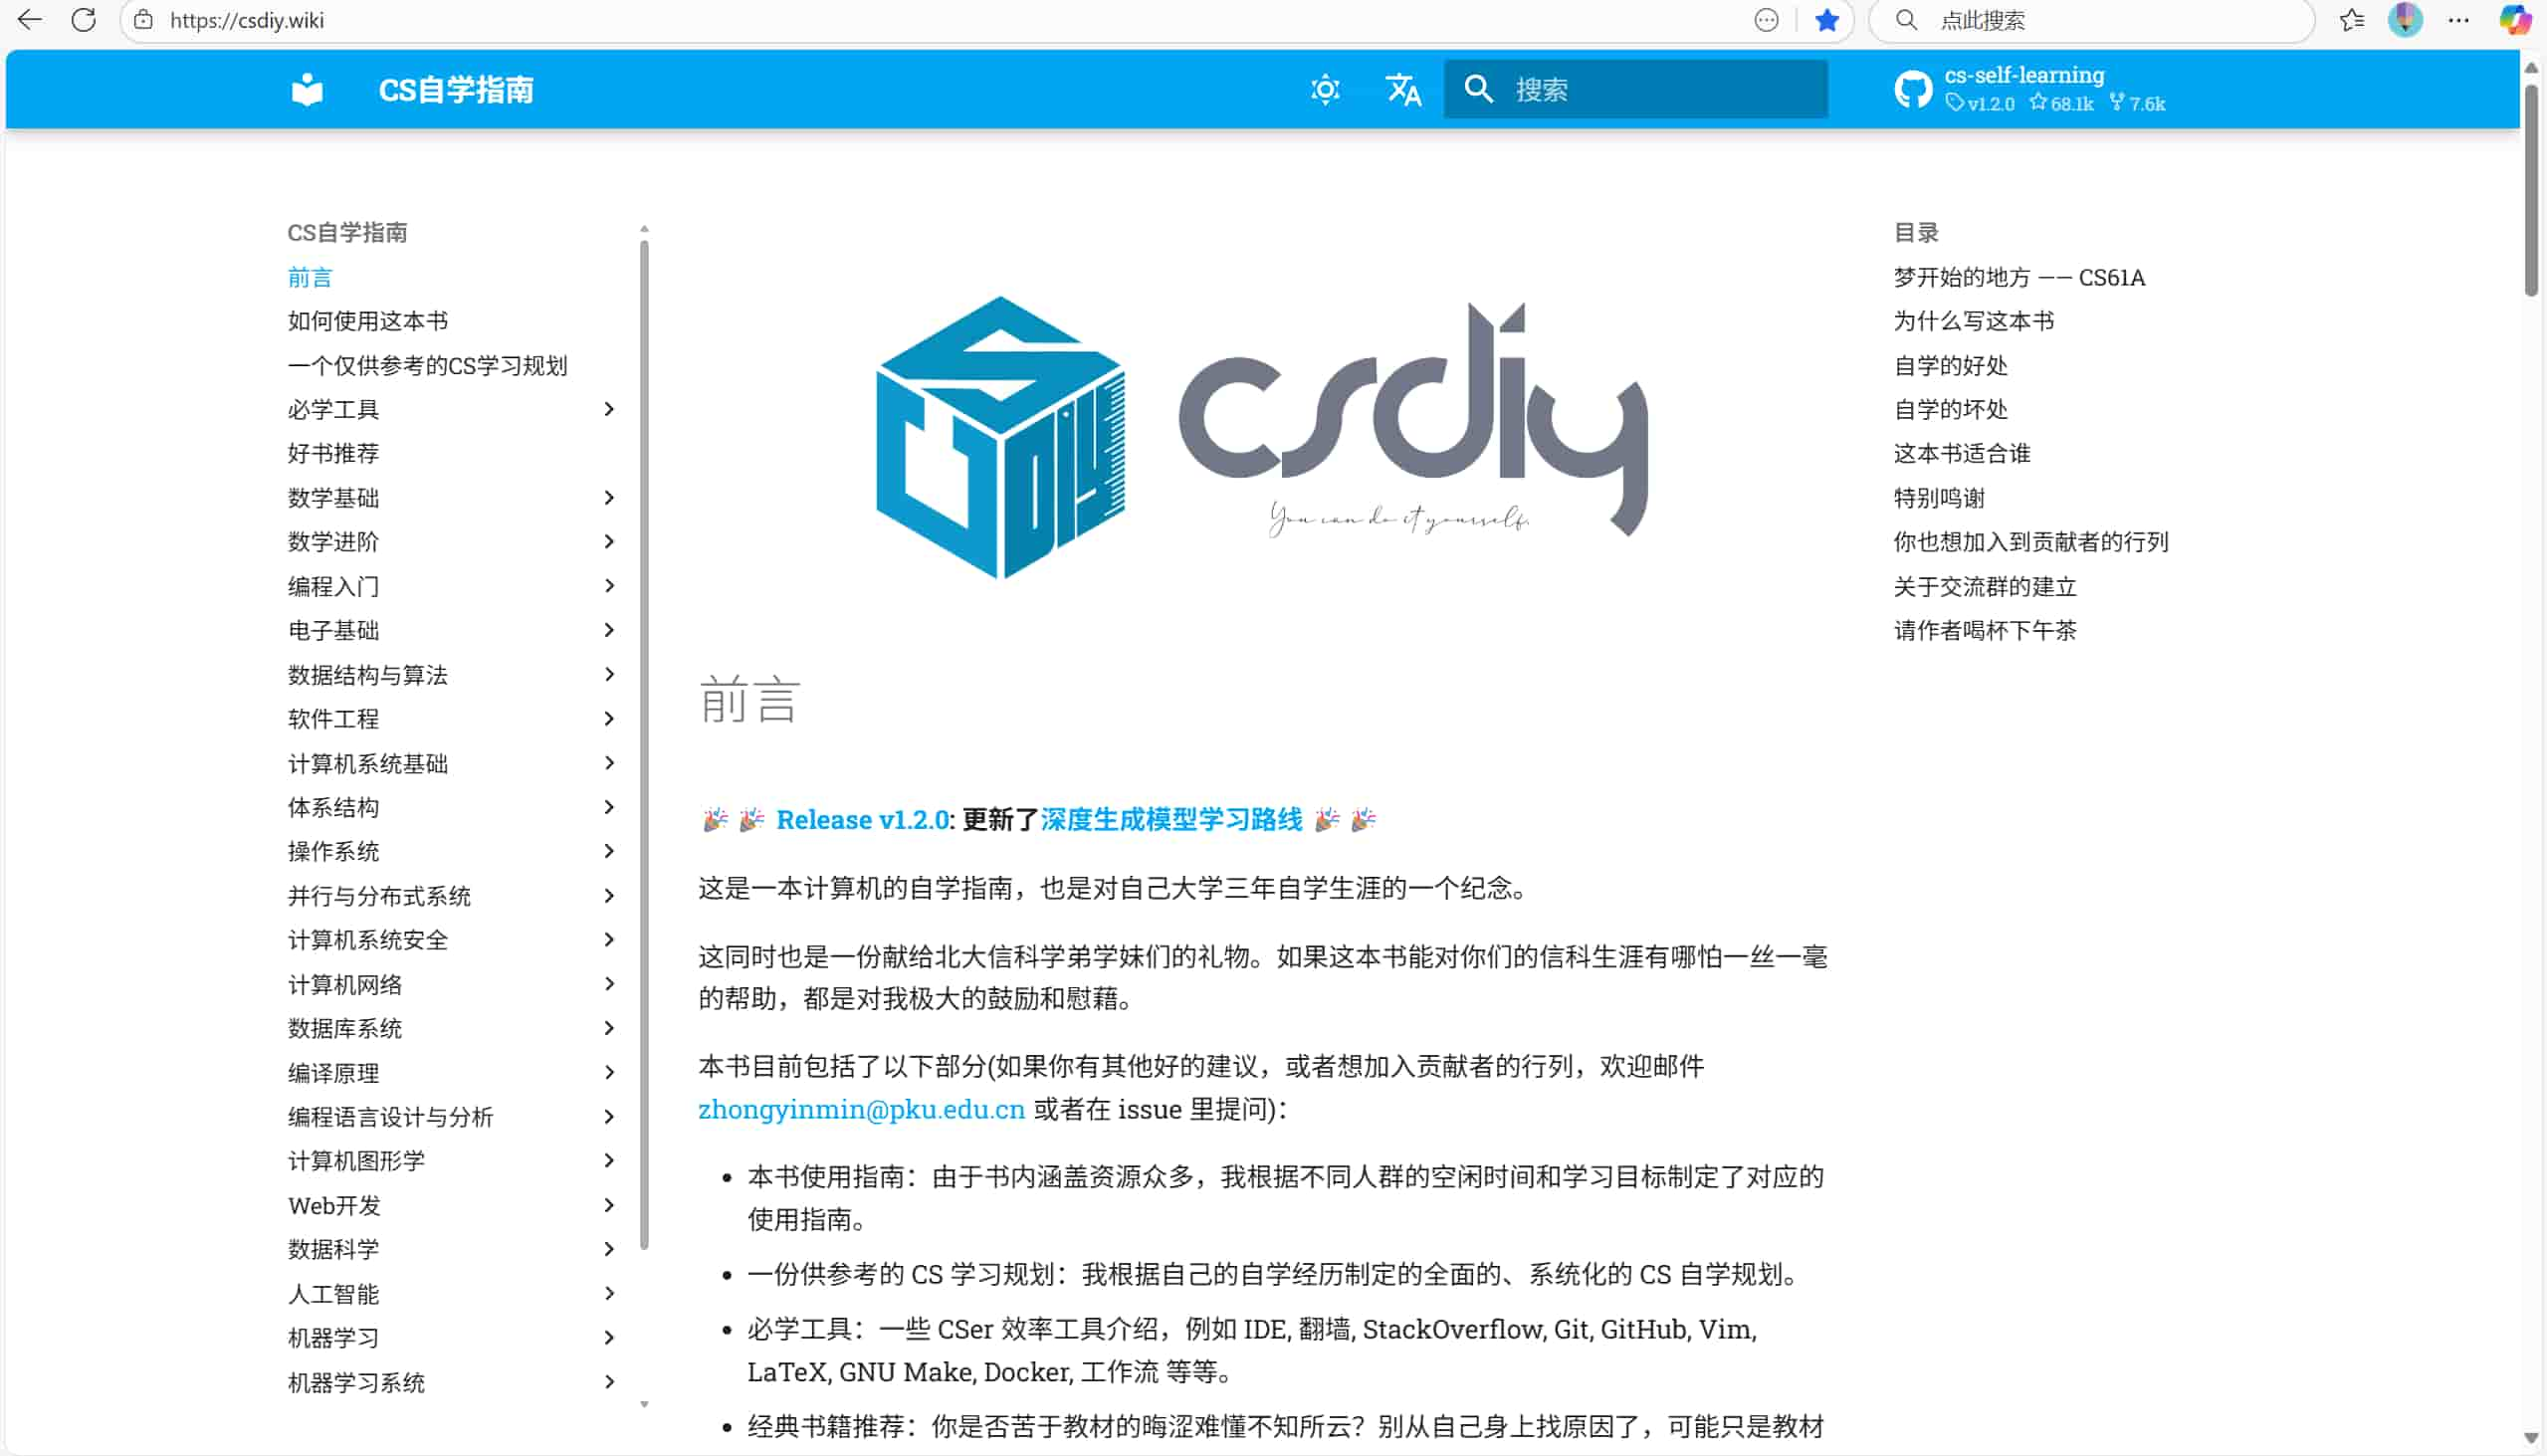 https://csdiy.wiki
点此搜索
CS自学指南
搜索
cs-self-learning
v1.2.0 68.1k 7.6k
CS自学指南
前言
如何使用这本书
一个仅供参考的CS学习规划
必学工具
好书推荐
数学基础
数学进阶
编程入门
电子基础
数据结构与算法
软件工程
计算机系统基础
体系结构
操作系统
并行与分布式系统
计算机系统安全
计算机网络
数据库系统
编译原理
编程语言设计与分析
计算机图形学
Web开发
数据科学
人工智能
机器学习
机器学习系统
CS DIY
csdiy
You can do it yourself.
前言
🎉 🎉 Release v1.2.0: 更新了深度生成模型学习路线 🎉 🎉
这是一本计算机的自学指南，也是对自己大学三年自学生涯的一个纪念。
这同时也是一份献给北大信科学弟学妹们的礼物。如果这本书能对你们的信科生涯有哪怕一丝一毫
的帮助，都是对我极大的鼓励和慰藉。
本书目前包括了以下部分(如果你有其他好的建议，或者想加入贡献者的行列，欢迎邮件
zhongyinmin@pku.edu.cn 或者在 issue 里提问)：
• 本书使用指南：由于书内涵盖资源众多，我根据不同人群的空闲时间和学习目标制定了对应的
使用指南。
• 一份供参考的 CS 学习规划：我根据自己的自学经历制定的全面的、系统化的 CS 自学规划。
• 必学工具：一些 CSer 效率工具介绍，例如 IDE, 翻墙, StackOverflow, Git, GitHub, Vim,
LaTeX, GNU Make, Docker, 工作流 等等。
• 经典书籍推荐：你是否苦于教材的晦涩难懂不知所云？别从自己身上找原因了，可能只是教材
目录
梦开始的地方 —— CS61A
为什么写这本书
自学的好处
自学的坏处
这本书适合谁
特别鸣谢
你也想加入到贡献者的行列
关于交流群的建立
请作者喝杯下午茶